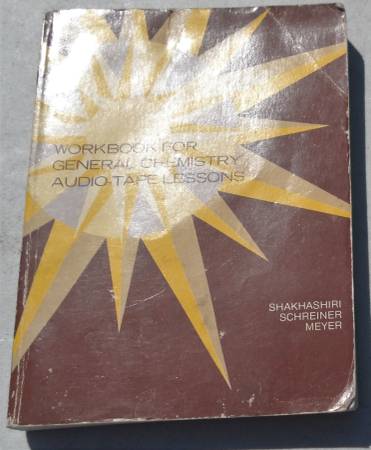 WORKBOOK FOR
GENERAL CHEMISTRY
AUDIO-TAPE LESSONS
SHAKHASHIRI
SCHREINER
MEYER